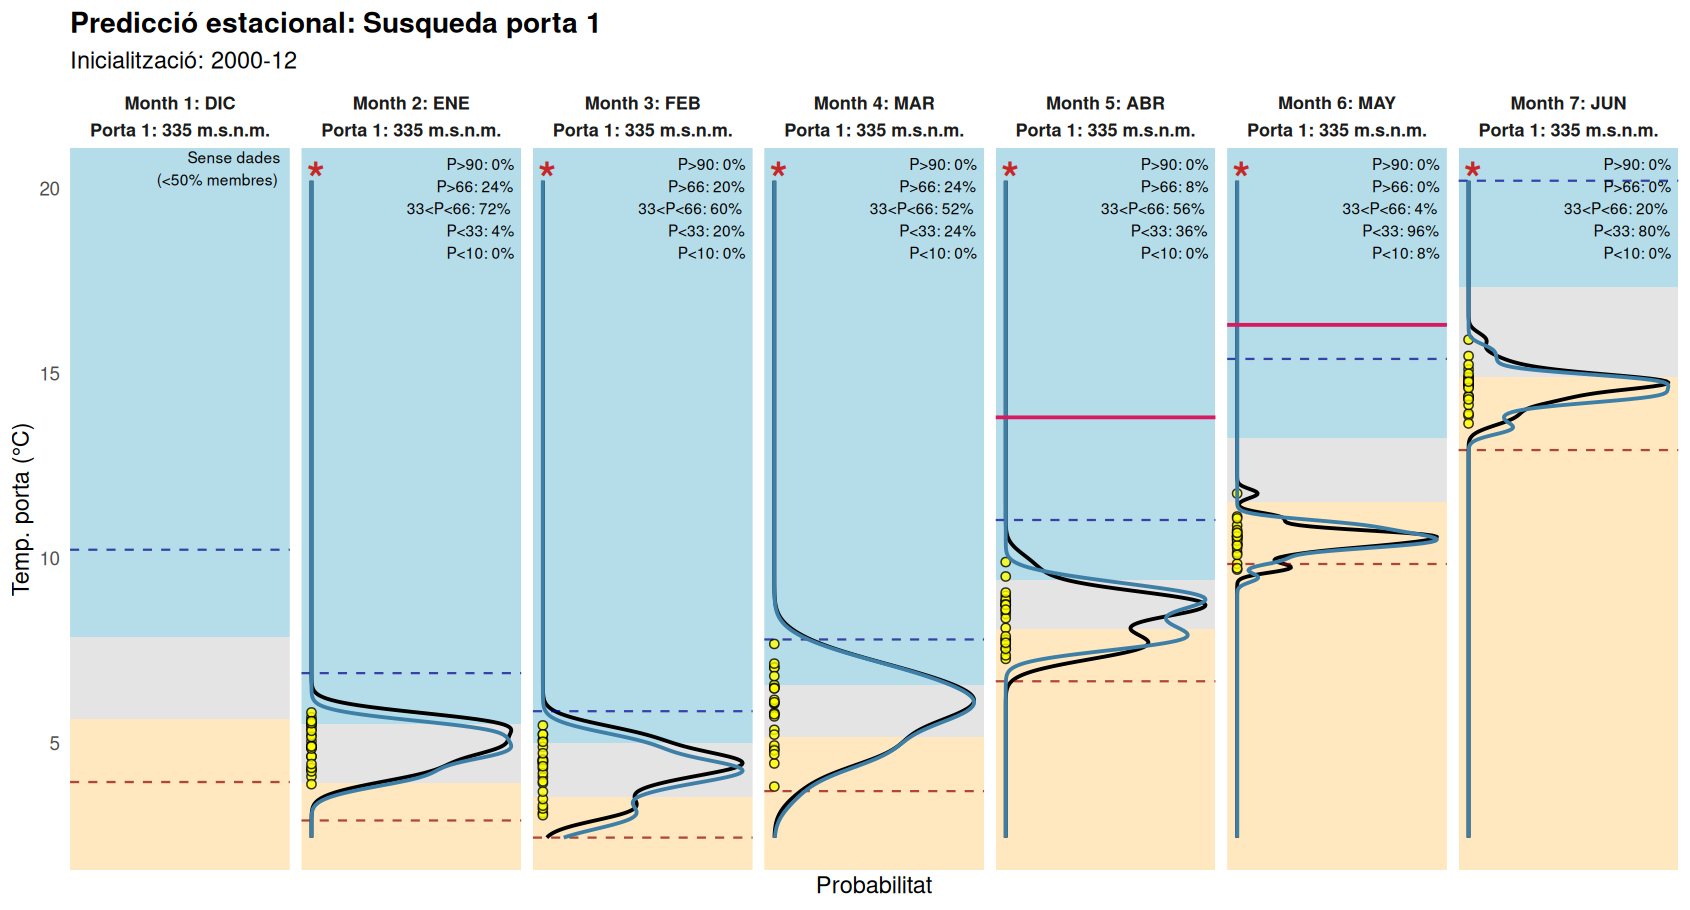 Predicció estacional: Susqueda porta 1
Inicialització: 2000-12
Month 1: DIC
Porta 1: 335 m.s.n.m.
Month 2: ENE
Porta 1: 335 m.s.n.m.
Month 3: FEB
Porta 1: 335 m.s.n.m.
Month 4: MAR
Porta 1: 335 m.s.n.m.
Month 5: ABR
Porta 1: 335 m.s.n.m.
Month 6: MAY
Porta 1: 335 m.s.n.m.
Month 7: JUN
Porta 1: 335 m.s.n.m.
Temp. porta (°C)
20
15
10
5
Sense dades
(<50% membres)
*
P>90: 0%
P>66: 24%
33<P<66: 72%
P<33: 4%
P<10: 0%
*
P>90: 0%
P>66: 20%
33<P<66: 60%
P<33: 20%
P<10: 0%
*
P>90: 0%
P>66: 24%
33<P<66: 52%
P<33: 24%
P<10: 0%
*
P>90: 0%
P>66: 8%
33<P<66: 56%
P<33: 36%
P<10: 0%
*
P>90: 0%
P>66: 0%
33<P<66: 4%
P<33: 96%
P<10: 8%
*
P>90: 0%
P>66: 0%
33<P<66: 20%
P<33: 80%
P<10: 0%
Probabilitat